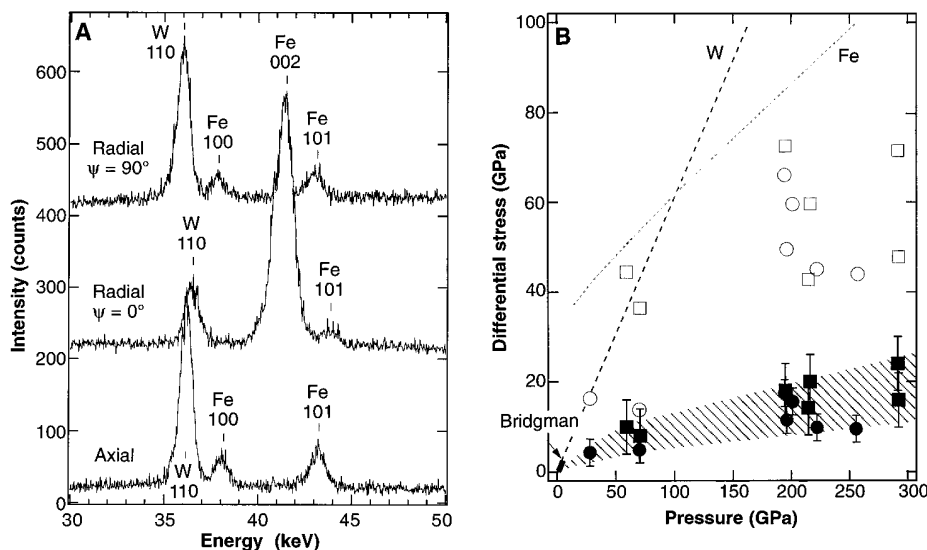 A
W
110
Fe
100
Fe
002
Fe
101
Radial
ψ = 90°
W
110
Fe
101
Radial
ψ = 0°
Fe
100
Fe
101
Axial
W
110
600
500
400
300
200
100
0
Intensity (counts)
30 35 40 45 50
Energy (keV)
B
W
Fe
Bridgman
100
80
60
40
20
0
Differential stress (GPa)
0 50 100 150 200 250 300
Pressure (GPa)